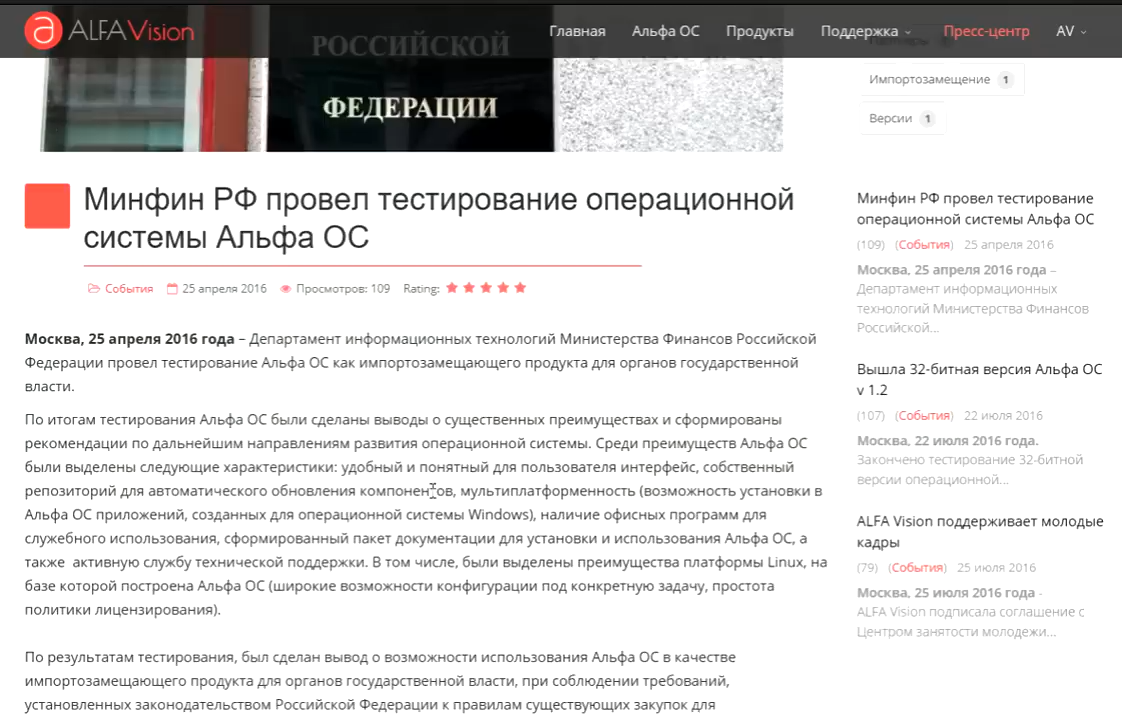 ALFAVision
Главная Альфа ОС Продукты Поддержка Пресс-центр AV
РОССИЙСКОЙ
ФЕДЕРАЦИИ
Импортозамещение 1
Версии 1
Минфин РФ провел тестирование операционной
системы Альфа ОС
События 25 апреля 2016 Просмотров: 109 Rating:
Москва, 25 апреля 2016 года – Департамент информационных технологий Министерства Финансов Российской
Федерации провел тестирование Альфа ОС как импортозамещающего продукта для органов государственной
власти.
По итогам тестирования Альфа ОС были сделаны выводы о существенных преимуществах и сформированы
рекомендации по дальнейшим направлениям развития операционной системы. Среди преимуществ Альфа ОС
были выделены следующие характеристики: удобный и понятный для пользователя интерфейс, собственный
репозиторий для автоматического обновления компонентов, мультиплатформенность (возможность установки в
Альфа ОС приложений, созданных для операционной системы Windows), наличие офисных программ для
служебного использования, сформированный пакет документации для установки и использования Альфа ОС, а
также активную службу технической поддержки. В том числе, были выделены преимущества платформы Linux, на
базе которой построена Альфа ОС (широкие возможности конфигурации под конкретную задачу, простота
политики лицензирования).
По результатам тестирования, был сделан вывод о возможности использования Альфа ОС в качестве
импортозамещающего продукта для органов государственной власти, при соблюдении требований,
установленных законодательством Российской Федерации к правилам существующих закупок для
Минфин РФ провел тестирование
операционной системы Альфа ОС
(109) (События) 25 апреля 2016
Москва, 25 апреля 2016 года –
Департамент информационных
технологий Министерства Финансов
Российской...
Вышла 32-битная версия Альфа ОС
v 1.2
(107) (События) 22 июля 2016
Москва, 22 июля 2016 года.
Закончено тестирование 32-битной
версии операционной...
ALFA Vision поддерживает молодые
кадры
(79) (События) 25 июля 2016
Москва, 25 июля 2016 года -
ALFA Vision подписала соглашение с
Центром занятости молодежи...